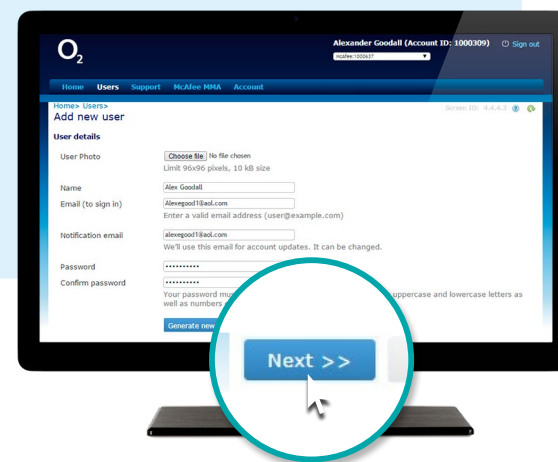 O2
Alexander Goodall (Account ID: 1000309) Sign out
McAfee:1000637
Home Users Support McAfee MMA Account
Home> Users>
Screen ID: 4.4.4.3
Add new user
User details
User Photo Choose file No file chosen
Limit 96x96 pixels, 10 kB size
Name Alex Goodall
Email (to sign in) Alexegood1@aol.com
Enter a valid email address (user@example.com)
Notification email alexegood1@aol.com
We'll use this email for account updates. It can be changed.
Password ••••••••••
Confirm password ••••••••••
Your password mus uppercase and lowercase letters as
well as numbers
Generate new
Next >>